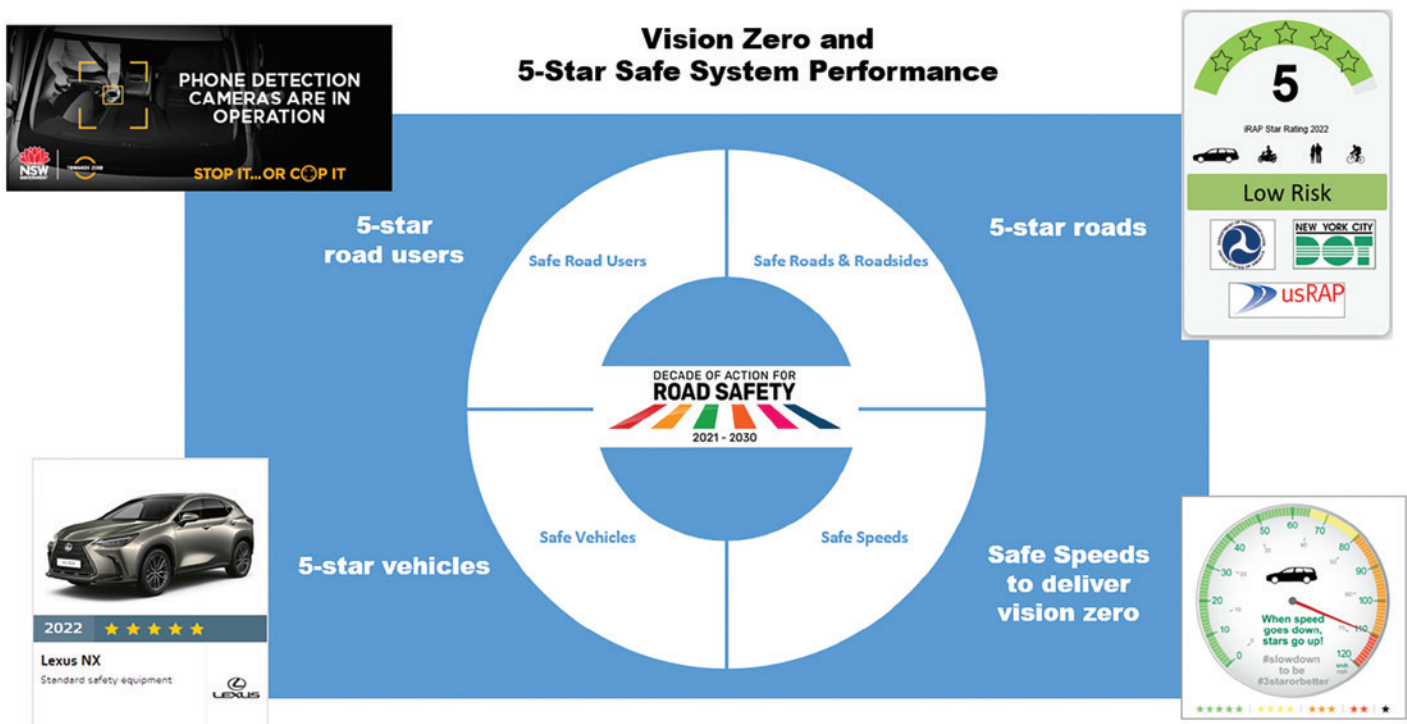 Vision Zero and
5-Star Safe System Performance
PHONE DETECTION
CAMERAS ARE IN
OPERATION
NSW
GOVERNMENT
TOWARDS ZERO
STOP IT...OR COP IT
5
iRAP Star Rating 2022
Low Risk
NEW YORK CITY
DOT
usRAP
5-star
road users
Safe Road Users
Safe Roads & Roadsides
5-star roads
DECADE OF ACTION FOR
ROAD SAFETY
2021 - 2030
5-star vehicles
Safe Vehicles
Safe Speeds
Safe Speeds
to deliver
vision zero
2022
Lexus NX
Standard safety equipment
LEXUS
0
10
20
30
40
50
60
70
80
90
100
110
120
When speed
goes down,
stars go up!
#slowdown
to be
#3starorbetter